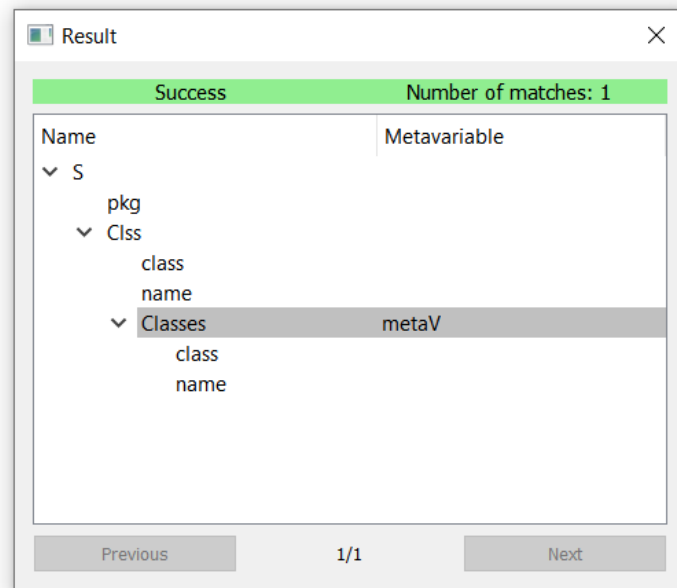 Result
Success Number of matches: 1
Name Metavariable
S
pkg
Clss
class
name
Classes metaV
class
name
Previous 1/1 Next